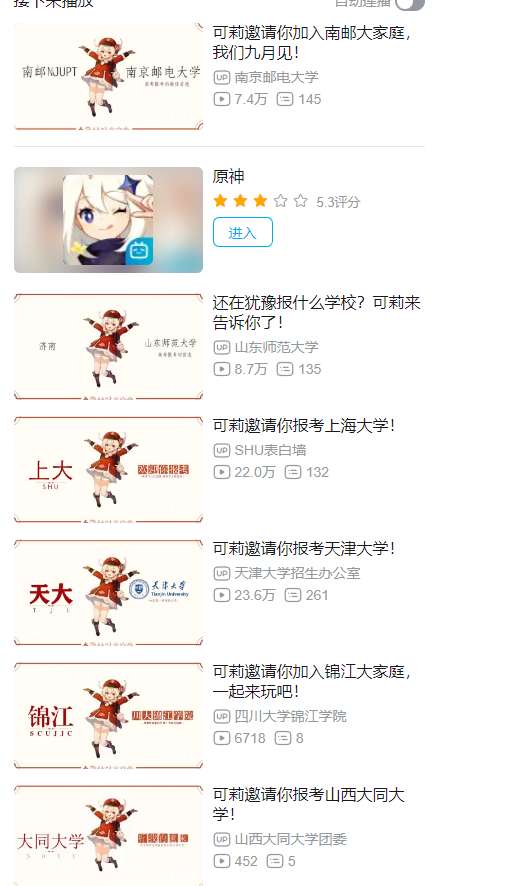 接下来播放
自动连播
南邮NJUPT
南京邮电大学
可莉邀请你加入南邮大家庭，
我们九月见！
UP 南京邮电大学
7.4万 145
原神
5.3评分
进入
济南
山东师范大学
还在犹豫报什么学校？可莉来
告诉你了！
UP 山东师范大学
8.7万 135
上大
SHU
可莉邀请你报考上海大学！
UP SHU表白墙
22.0万 132
天大
TJU
天津大学
Tianjin University
可莉邀请你报考天津大学！
UP 天津大学招生办公室
23.6万 261
锦江
SCUJJC
可莉邀请你加入锦江大家庭，
一起来玩吧！
UP 四川大学锦江学院
6718 8
大同大学
可莉邀请你报考山西大同大
学！
UP 山西大同大学团委
452 5